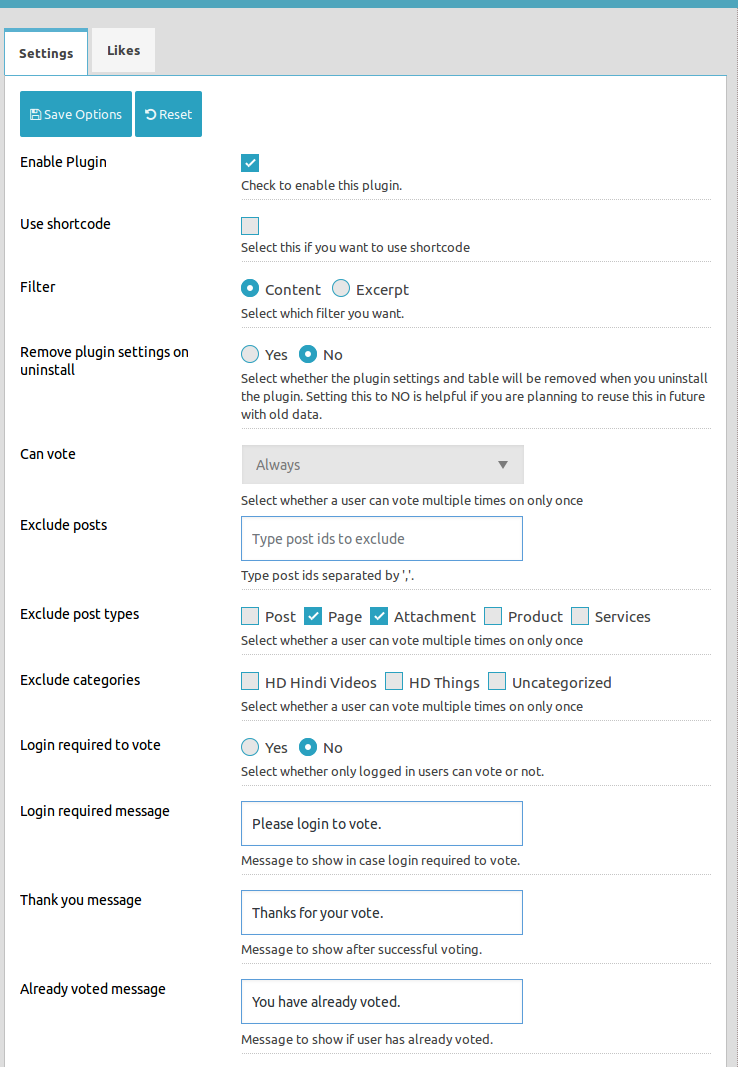 Settings
Likes
Save Options
Reset
Enable Plugin
Check to enable this plugin.
Use shortcode
Select this if you want to use shortcode
Filter
Content Excerpt
Select which filter you want.
Remove plugin settings on
uninstall
Yes No
Select whether the plugin settings and table will be removed when you uninstall
the plugin. Setting this to NO is helpful if you are planning to reuse this in future
with old data.
Can vote
Always
Select whether a user can vote multiple times on only once
Exclude posts
Type post ids to exclude
Type post ids separated by ','.
Exclude post types
Post Page Attachment Product Services
Select whether a user can vote multiple times on only once
Exclude categories
HD Hindi Videos HD Things Uncategorized
Select whether a user can vote multiple times on only once
Login required to vote
Yes No
Select whether only logged in users can vote or not.
Login required message
Please login to vote.
Message to show in case login required to vote.
Thank you message
Thanks for your vote.
Message to show after successful voting.
Already voted message
You have already voted.
Message to show if user has already voted.